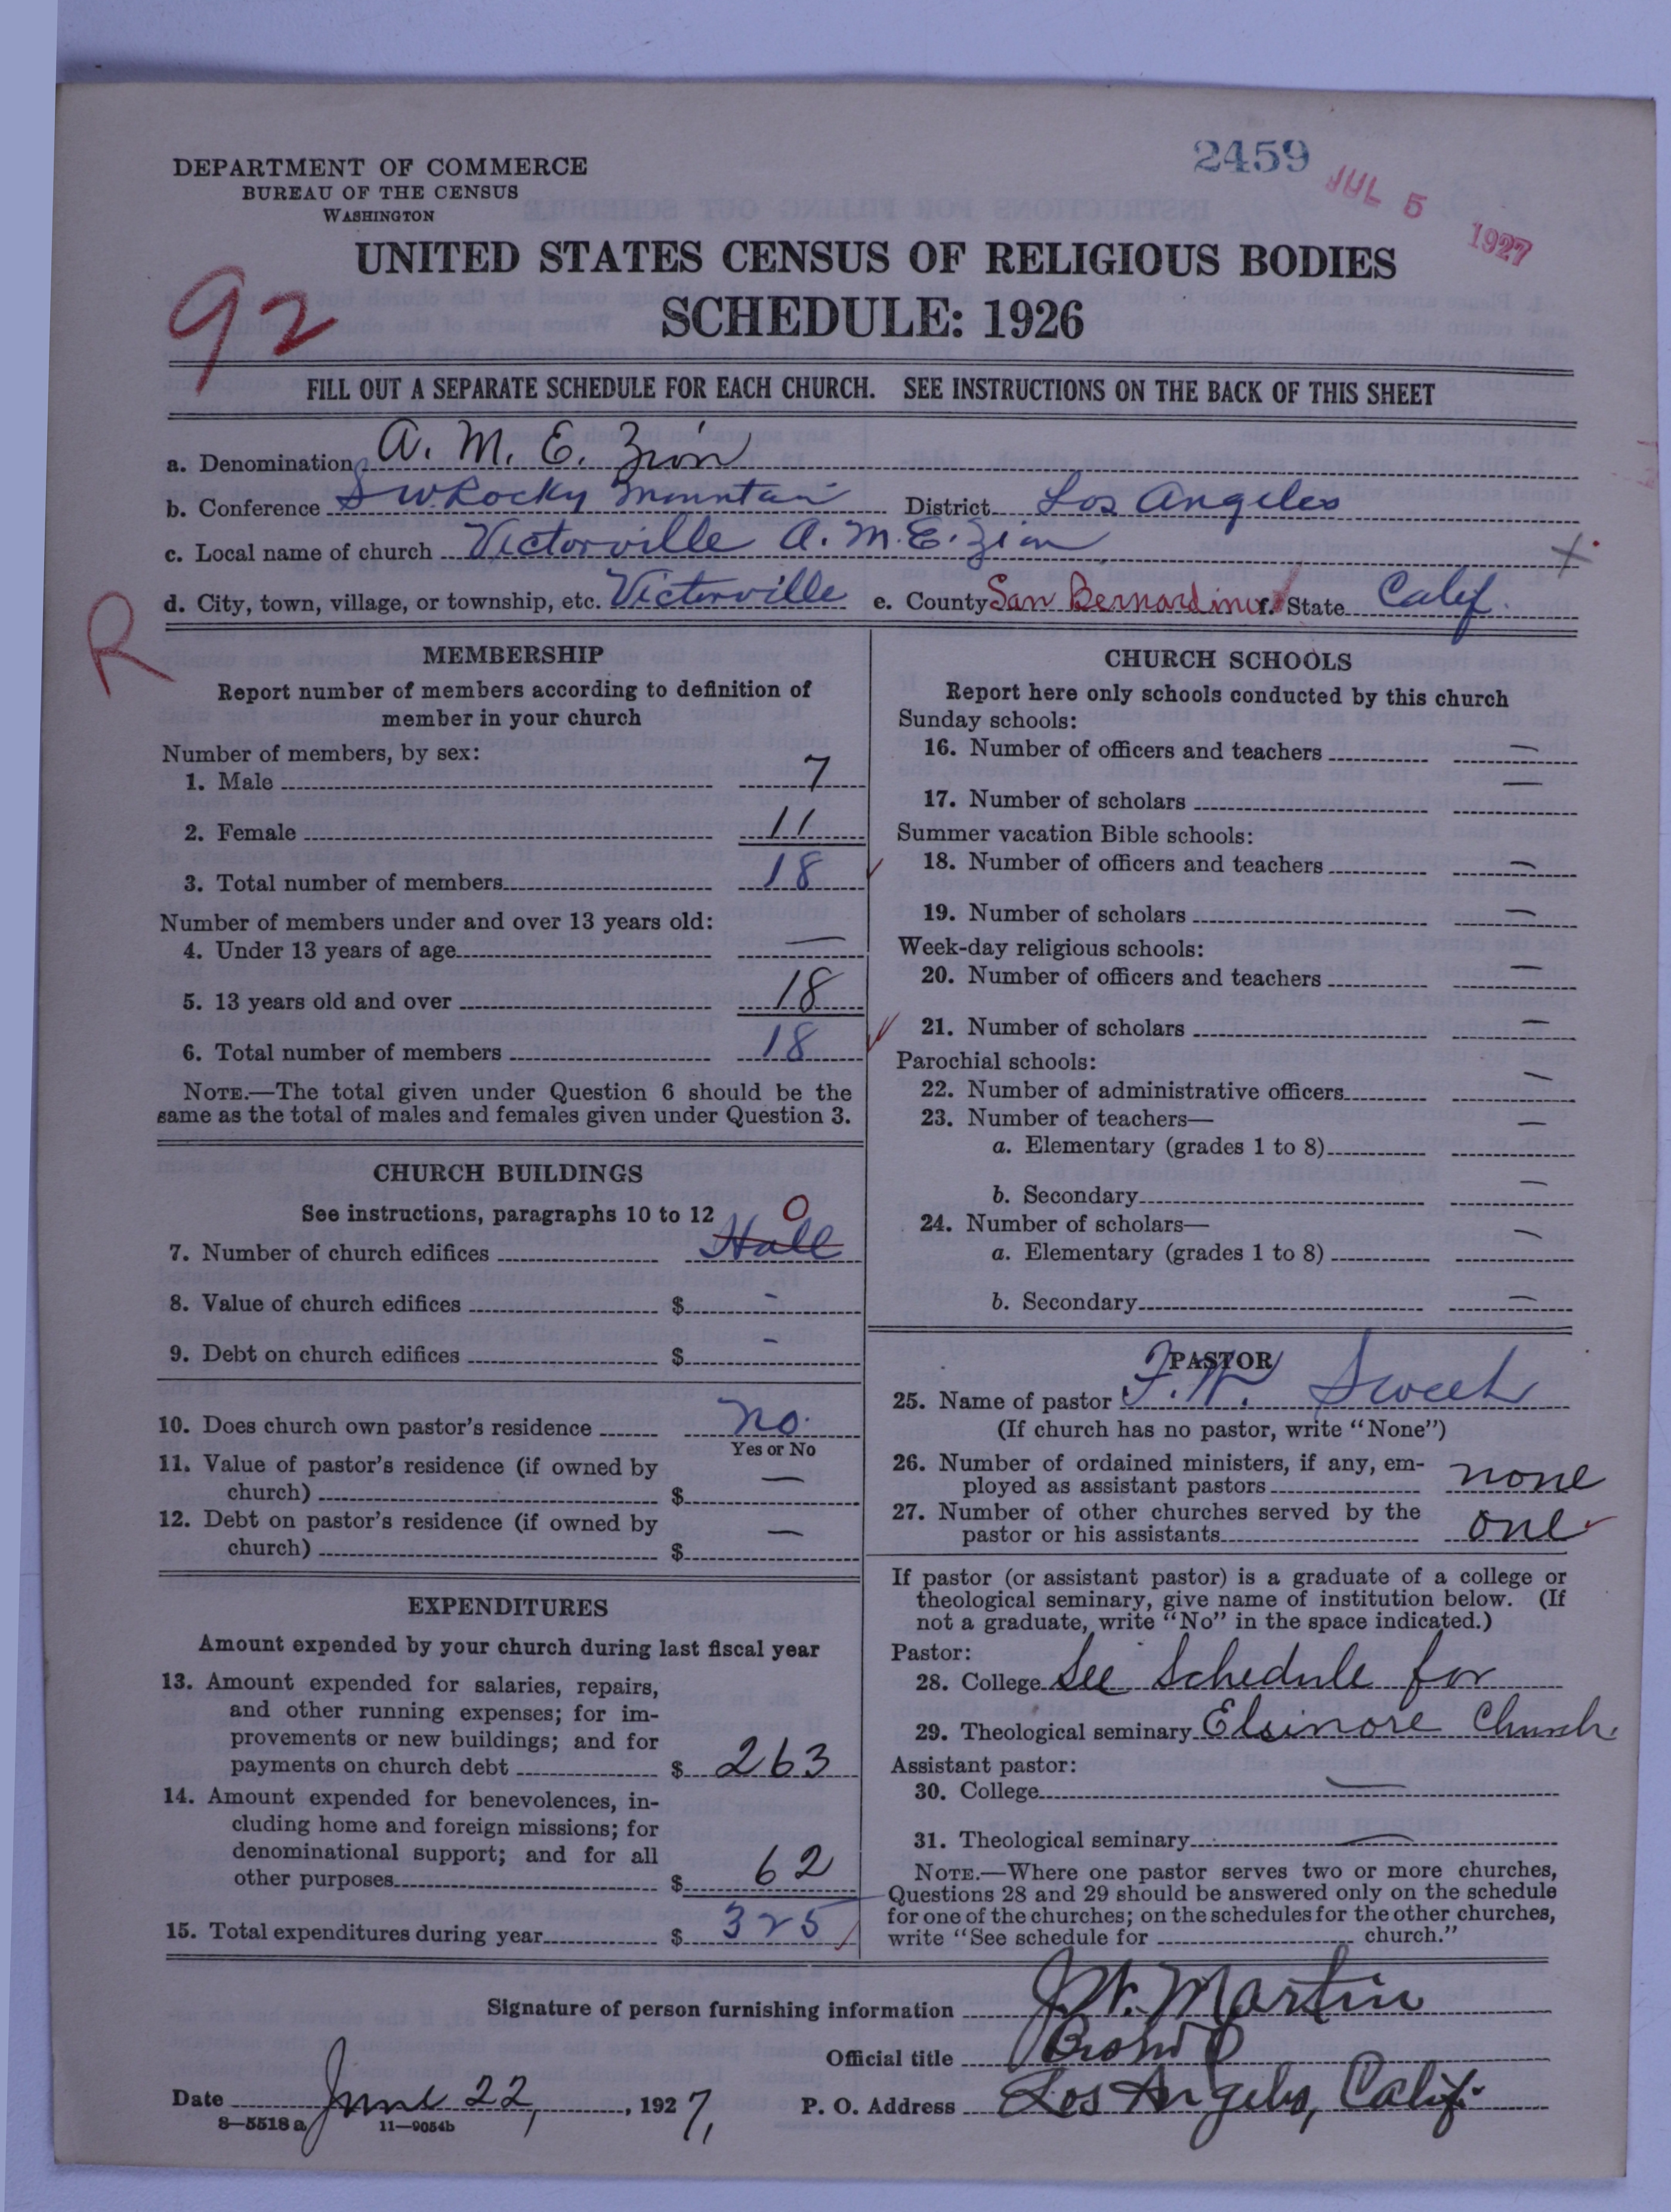 2459
JUL 5 1927
DEPARTMENT OF COMMERCE
BUREAU OF THE CENSUS
WASHINGTON
UNITED STATES CENSUS OF RELIGIOUS BODIES
SCHEDULE: 1926
92
FILL OUT A SEPARATE SCHEDULE FOR EACH CHURCH. SEE INSTRUCTIONS ON THE BACK OF THIS SHEET
a. Denomination A. M. E. Zion
b. Conference S W. Rocky Mountain District Los Angeles
c. Local name of church Victorville A. M. E. Zion
d. City, town, village, or township, etc. Victorville e. County San Bernardino f. State Calif.
R
MEMBERSHIP
Report number of members according to definition of
member in your church
Number of members, by sex:
1. Male 7
2. Female 11
3. Total number of members 18
Number of members under and over 13 years old:
4. Under 13 years of age —
5. 13 years old and over 18
6. Total number of members 18
NOTE.—The total given under Question 6 should be the
same as the total of males and females given under Question 3.
CHURCH BUILDINGS
See instructions, paragraphs 10 to 12
0
7. Number of church edifices Hall
8. Value of church edifices $ -
9. Debt on church edifices $ -
10. Does church own pastor's residence no.
Yes or No
11. Value of pastor's residence (if owned by
church) $ —
12. Debt on pastor's residence (if owned by
church) $ —
EXPENDITURES
Amount expended by your church during last fiscal year
13. Amount expended for salaries, repairs,
and other running expenses; for im-
provements or new buildings; and for
payments on church debt $ 263
14. Amount expended for benevolences, in-
cluding home and foreign missions; for
denominational support; and for all
other purposes $ 62
15. Total expenditures during year $ 325
CHURCH SCHOOLS
Report here only schools conducted by this church
Sunday schools:
16. Number of officers and teachers —
17. Number of scholars —
Summer vacation Bible schools:
18. Number of officers and teachers —
19. Number of scholars —
Week-day religious schools:
20. Number of officers and teachers —
21. Number of scholars —
Parochial schools:
22. Number of administrative officers —
23. Number of teachers—
a. Elementary (grades 1 to 8) —
b. Secondary —
24. Number of scholars—
a. Elementary (grades 1 to 8) —
b. Secondary —
PASTOR
25. Name of pastor F. W. Sweet
(If church has no pastor, write "None")
26. Number of ordained ministers, if any, em-
ployed as assistant pastors none
27. Number of other churches served by the
pastor or his assistants one
If pastor (or assistant pastor) is a graduate of a college or
theological seminary, give name of institution below. (If
not a graduate, write "No" in the space indicated.)
Pastor:
28. College See Schedule for
29. Theological seminary Elsinore Church
Assistant pastor:
30. College —
31. Theological seminary —
NOTE.—Where one pastor serves two or more churches,
Questions 28 and 29 should be answered only on the schedule
for one of the churches; on the schedules for the other churches,
write "See schedule for church."
Signature of person furnishing information J. W. Martin
Official title Bishop
Date June 22, 1927, P. O. Address Los Angeles, Calif.
8—5518 a 11—9054b